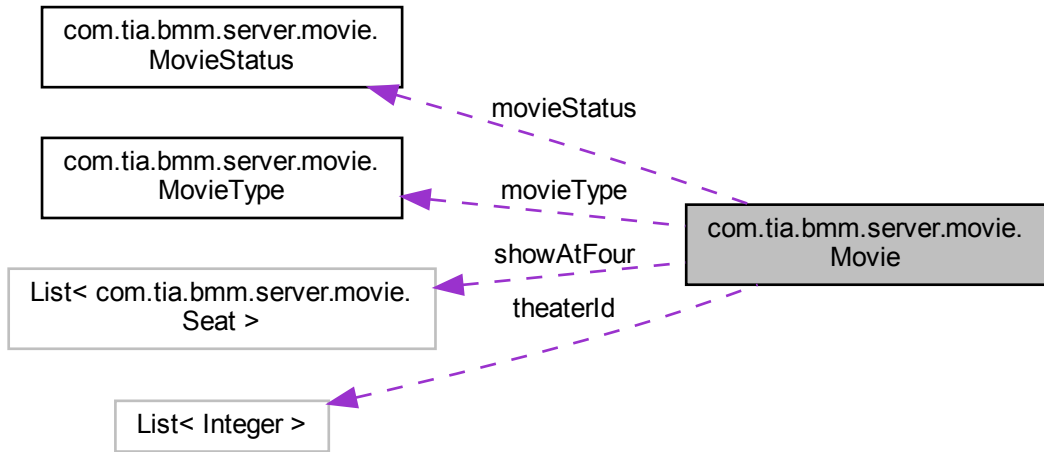 com.tia.bmm.server.movie.
MovieStatus
movieStatus
com.tia.bmm.server.movie.
MovieType
movieType
com.tia.bmm.server.movie.
Movie
showAtFour
List< com.tia.bmm.server.movie.
Seat >
theaterId
List< Integer >